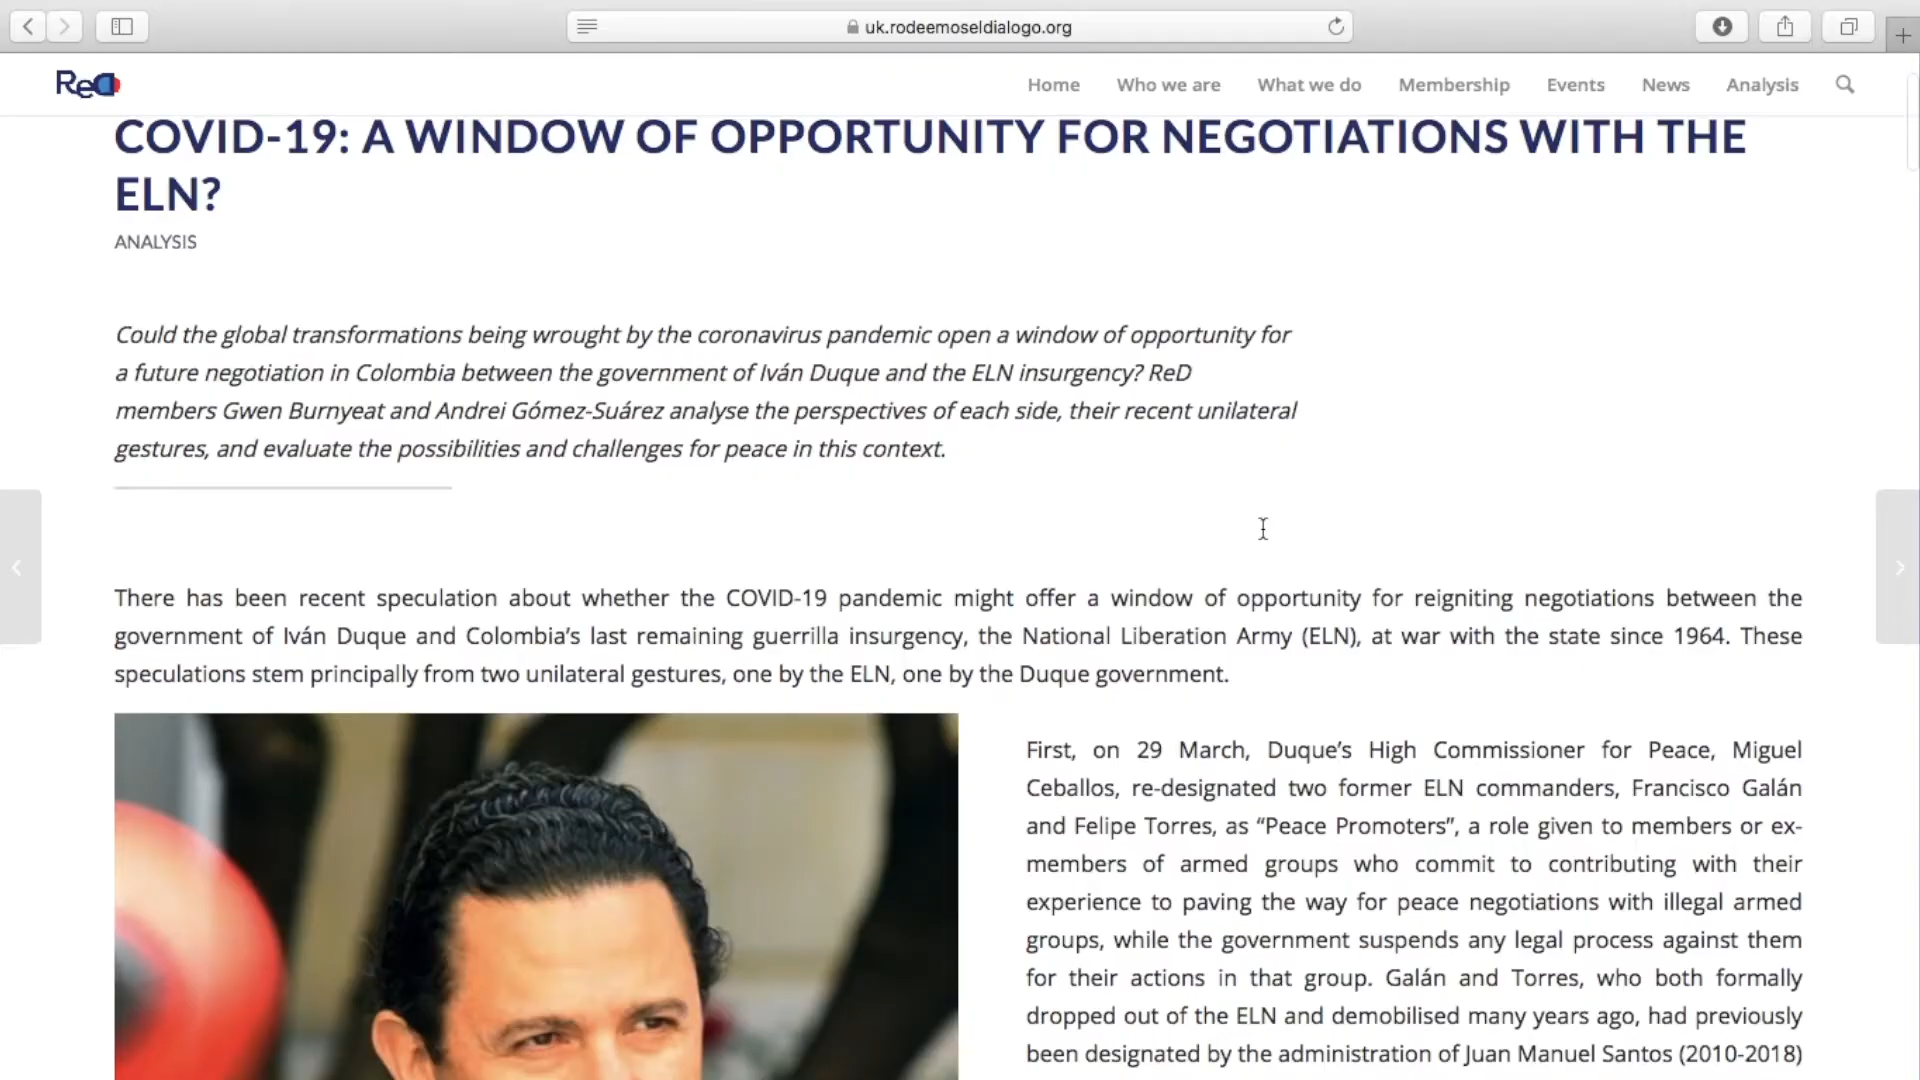 uk.rodeemoseldialogo.org
ReD
Home Who we are What we do Membership Events News Analysis
COVID-19: A WINDOW OF OPPORTUNITY FOR NEGOTIATIONS WITH THE
ELN?
ANALYSIS
Could the global transformations being wrought by the coronavirus pandemic open a window of opportunity for
a future negotiation in Colombia between the government of Iván Duque and the ELN insurgency? ReD
members Gwen Burnyeat and Andrei Gómez-Suárez analyse the perspectives of each side, their recent unilateral
gestures, and evaluate the possibilities and challenges for peace in this context.
There has been recent speculation about whether the COVID-19 pandemic might offer a window of opportunity for reigniting negotiations between the
government of Iván Duque and Colombia’s last remaining guerrilla insurgency, the National Liberation Army (ELN), at war with the state since 1964. These
speculations stem principally from two unilateral gestures, one by the ELN, one by the Duque government.
First, on 29 March, Duque’s High Commissioner for Peace, Miguel
Ceballos, re-designated two former ELN commanders, Francisco Galán
and Felipe Torres, as “Peace Promoters”, a role given to members or ex-
members of armed groups who commit to contributing with their
experience to paving the way for peace negotiations with illegal armed
groups, while the government suspends any legal process against them
for their actions in that group. Galán and Torres, who both formally
dropped out of the ELN and demobilised many years ago, had previously
been designated by the administration of Juan Manuel Santos (2010-2018)